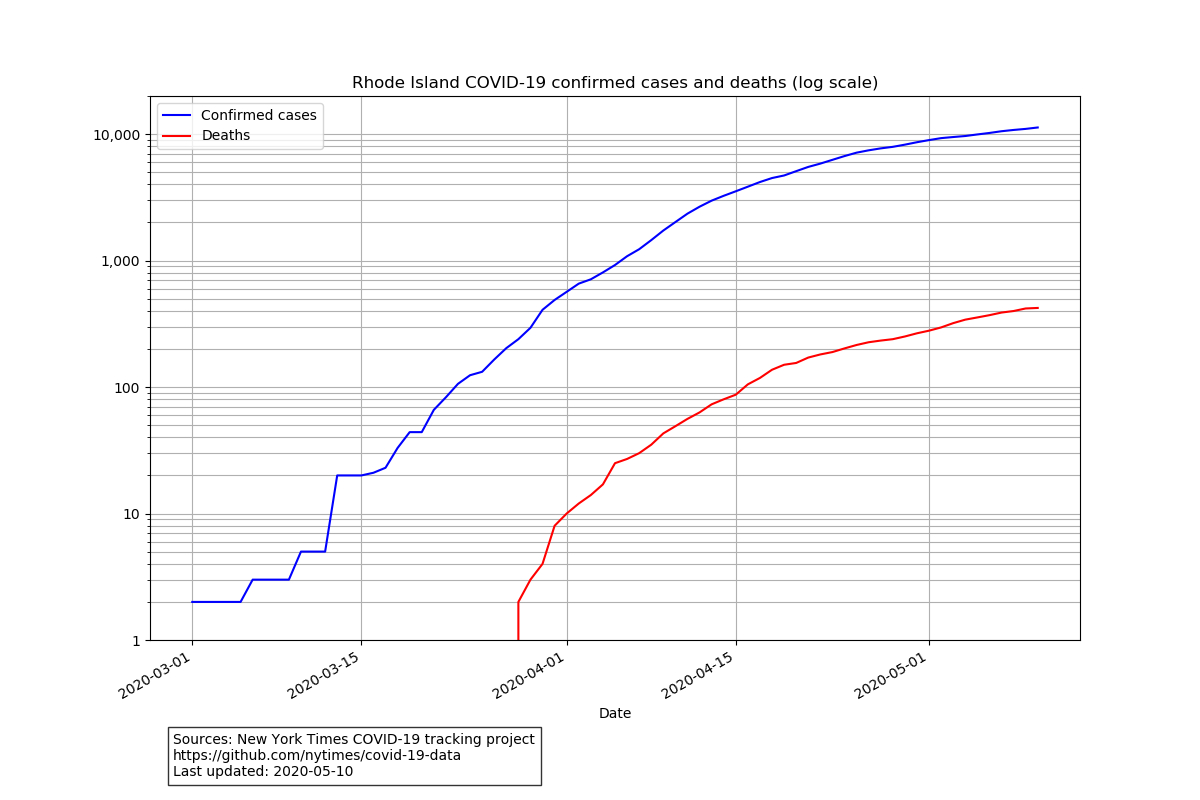 Rhode Island COVID-19 confirmed cases and deaths (log scale)
Confirmed cases
Deaths
10,000
1,000
100
10
1
2020-03-01
2020-03-15
2020-04-01
2020-04-15
2020-05-01
Date
Sources: New York Times COVID-19 tracking project
https://github.com/nytimes/covid-19-data
Last updated: 2020-05-10